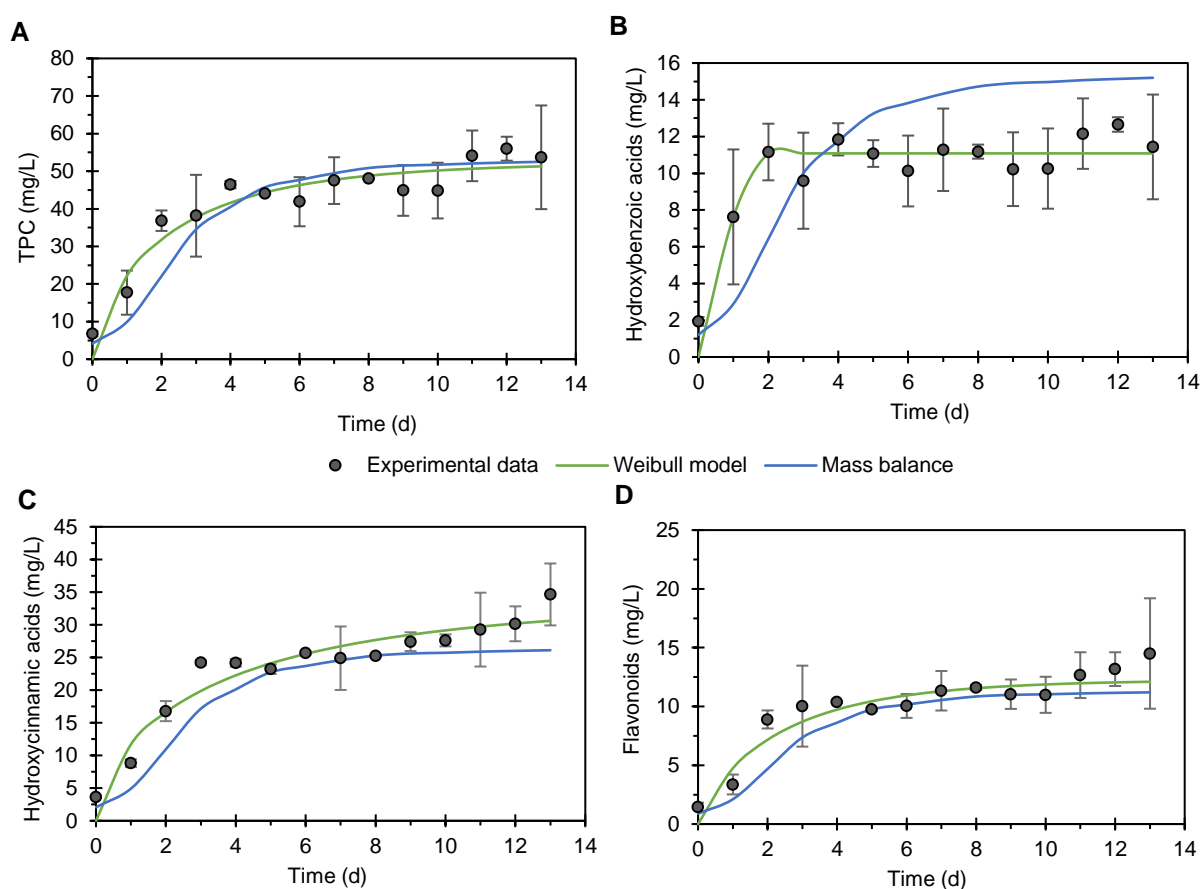 A
TPC (mg/L)
80
70
60
50
40
30
20
10
0
0 2 4 6 8 10 12 14
Time (d)
B
Hydroxybenzoic acids (mg/L)
16
14
12
10
8
6
4
2
0
0 2 4 6 8 10 12 14
Time (d)
Experimental data Weibull model Mass balance
C
Hydroxycinnamic acids (mg/L)
45
40
35
30
25
20
15
10
5
0
0 2 4 6 8 10 12 14
Time (d)
D
Flavonoids (mg/L)
25
20
15
10
5
0
0 2 4 6 8 10 12 14
Time (d)